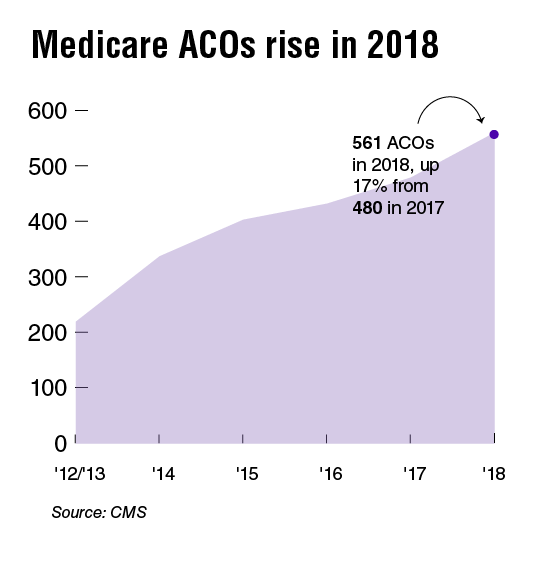 Medicare ACOs rise in 2018
600
500
400
300
200
100
0
561 ACOs
in 2018, up
17% from
480 in 2017
'12/'13 '14 '15 '16 '17 '18
Source: CMS